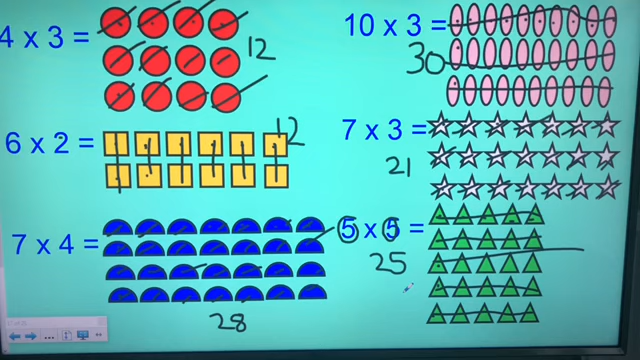 4 x 3 =
12
6 x 2 =
12
7 x 4 =
28
10 x 3 =
30
7 x 3 =
21
5 x 5 =
25